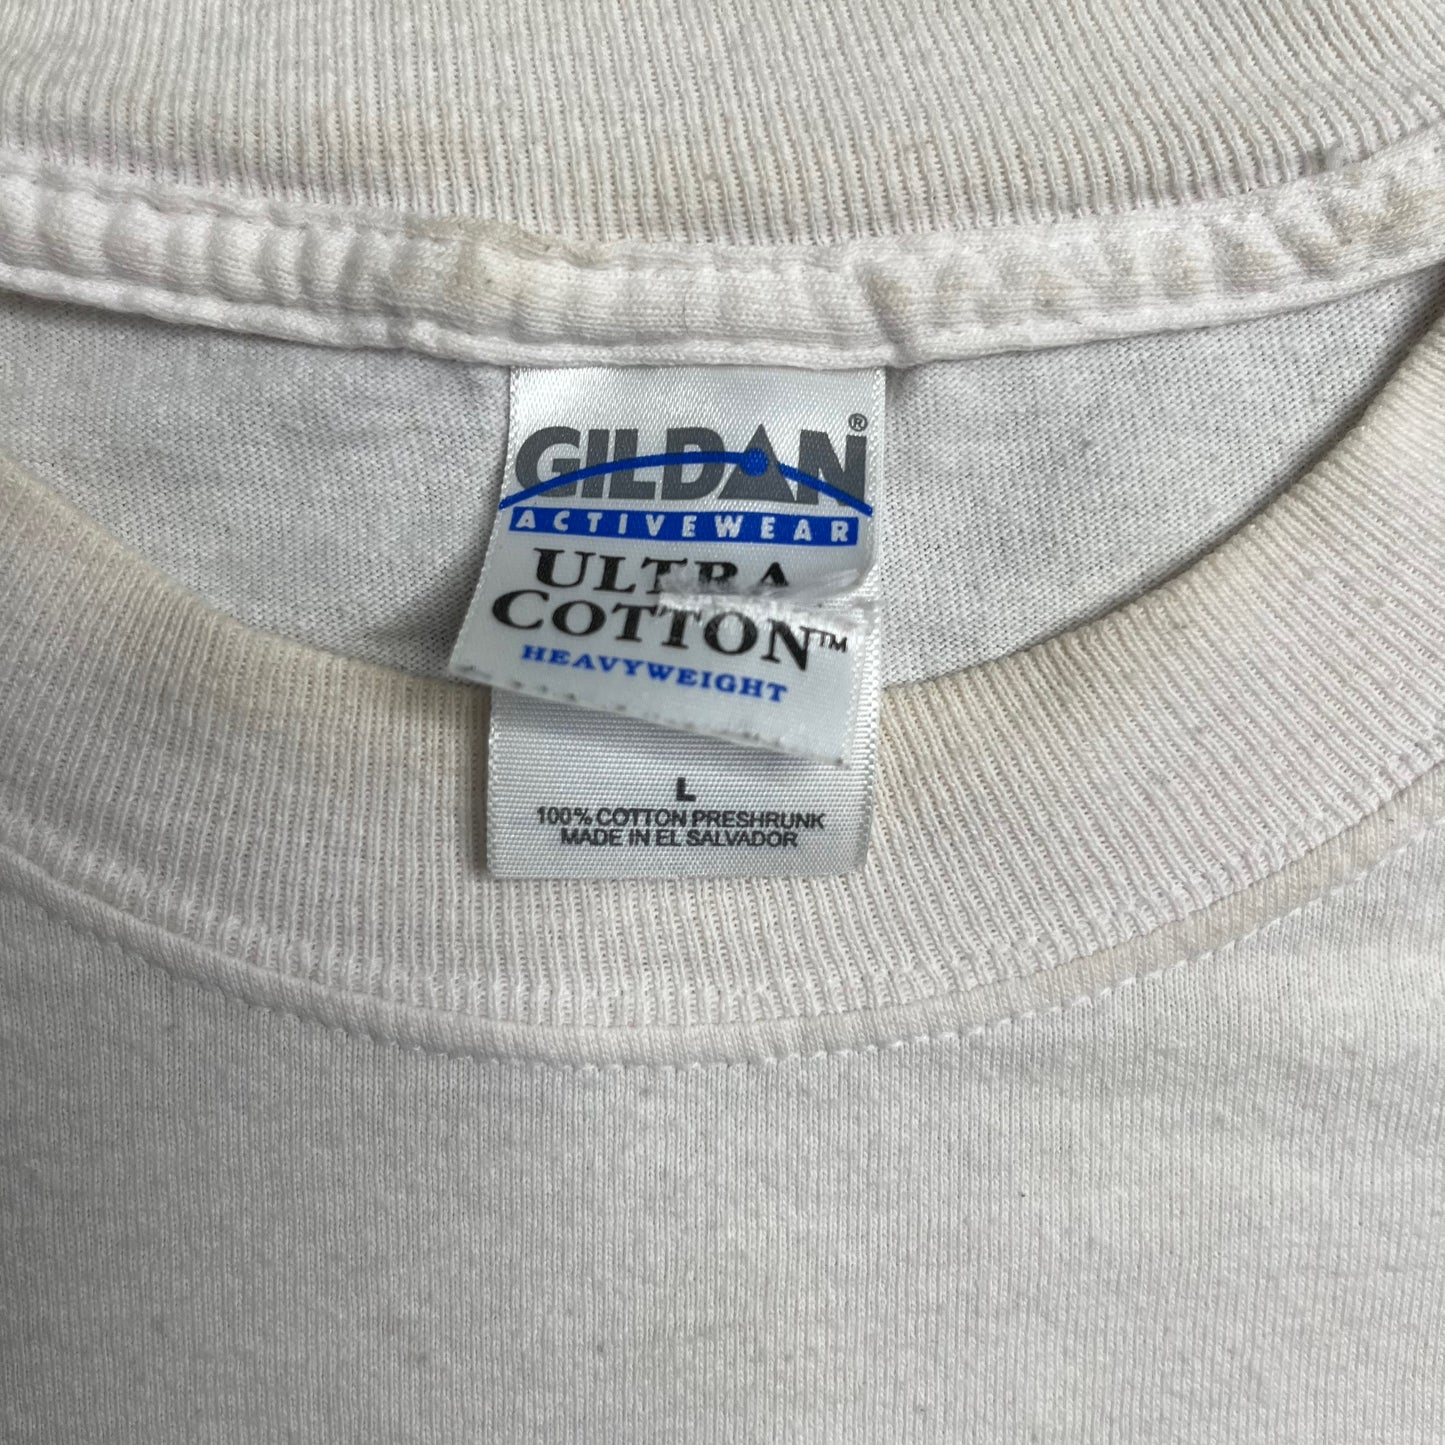 GILDAN®
ACTIVEWEAR
ULTRA
COTTON™
HEAVYWEIGHT
L
100% COTTON PRESHRUNK
MADE IN EL SALVADOR